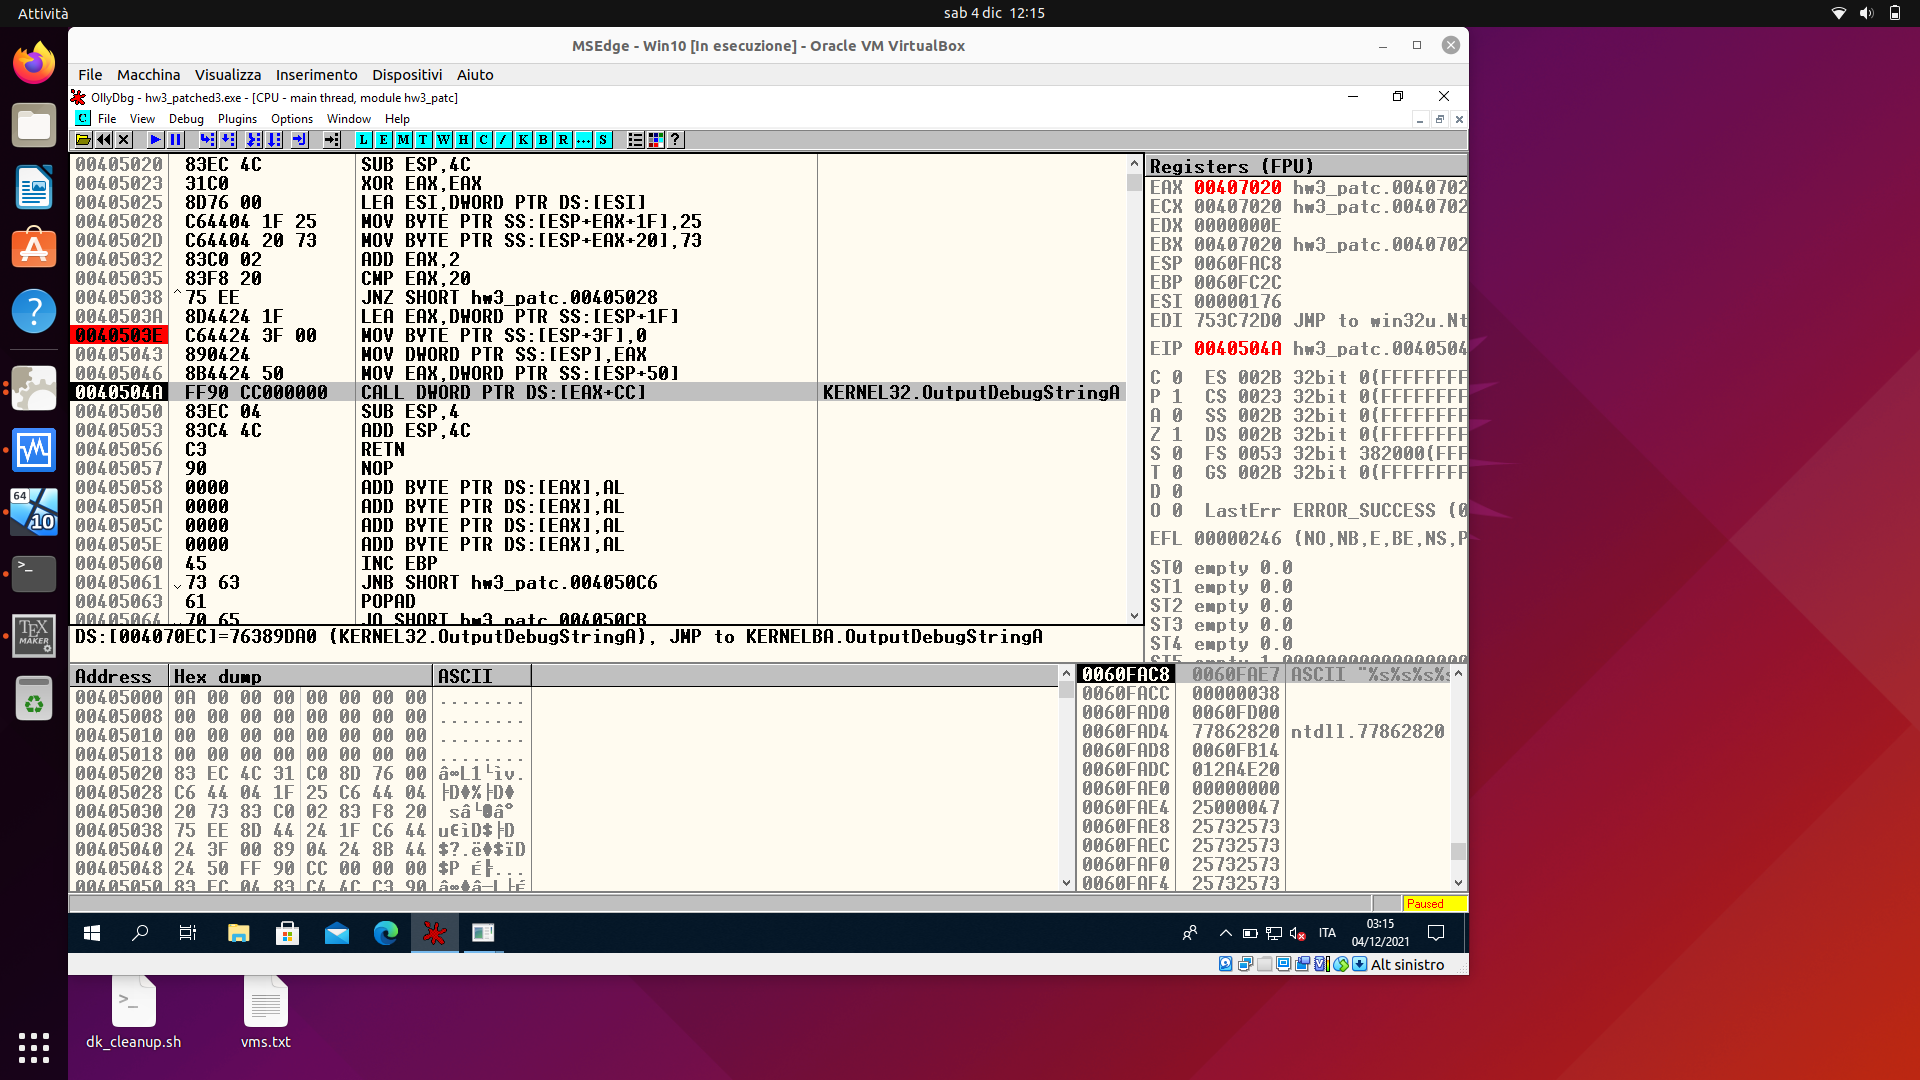 Attività
sab 4 dic 12:15
MSEdge - Win10 [In esecuzione] - Oracle VM VirtualBox
File Macchina Visualizza Inserimento Dispositivi Aiuto
OllyDbg - hw3_patched3.exe - [CPU - main thread, module hw3_patc]
C File View Debug Plugins Options Window Help
L E M T W H C / K B R ... S ?
00405020 83EC 4C SUB ESP,4C
00405023 31C0 XOR EAX,EAX
00405025 8D76 00 LEA ESI,DWORD PTR DS:[ESI]
00405028 C64404 1F 25 MOV BYTE PTR SS:[ESP+EAX+1F],25
0040502D C64404 20 73 MOV BYTE PTR SS:[ESP+EAX+20],73
00405032 83C0 02 ADD EAX,2
00405035 83F8 20 CMP EAX,20
00405038 ^75 EE JNZ SHORT hw3_patc.00405028
0040503A 8D4424 1F LEA EAX,DWORD PTR SS:[ESP+1F]
0040503E C64424 3F 00 MOV BYTE PTR SS:[ESP+3F],0
00405043 890424 MOV DWORD PTR SS:[ESP],EAX
00405046 8B4424 50 MOV EAX,DWORD PTR SS:[ESP+50]
0040504A FF90 CC000000 CALL DWORD PTR DS:[EAX+CC] KERNEL32.OutputDebugStringA
00405050 83EC 04 SUB ESP,4
00405053 83C4 4C ADD ESP,4C
00405056 C3 RETN
00405057 90 NOP
00405058 0000 ADD BYTE PTR DS:[EAX],AL
0040505A 0000 ADD BYTE PTR DS:[EAX],AL
0040505C 0000 ADD BYTE PTR DS:[EAX],AL
0040505E 0000 ADD BYTE PTR DS:[EAX],AL
00405060 45 INC EBP
00405061 73 63 JNB SHORT hw3_patc.004050C6
00405063 61 POPAD
00405064 70 65 JO SHORT hw3_patc.004050CB
DS:[004070EC]=76389DA0 (KERNEL32.OutputDebugStringA), JMP to KERNELBA.OutputDebugStringA
Registers (FPU)
EAX 00407020 hw3_patc.0040702
ECX 00407020 hw3_patc.0040702
EDX 0000000E
EBX 00407020 hw3_patc.0040702
ESP 0060FAC8
EBP 0060FC2C
ESI 00000176
EDI 753C72D0 JMP to win32u.Nt
EIP 0040504A hw3_patc.0040504
C 0 ES 002B 32bit 0(FFFFFFFF
P 1 CS 0023 32bit 0(FFFFFFFF
A 0 SS 002B 32bit 0(FFFFFFFF
Z 1 DS 002B 32bit 0(FFFFFFFF
S 0 FS 0053 32bit 382000(FFF
T 0 GS 002B 32bit 0(FFFFFFFF
D 0
O 0 LastErr ERROR_SUCCESS (0
EFL 00000246 (NO,NB,E,BE,NS,P
ST0 empty 0.0
ST1 empty 0.0
ST2 empty 0.0
ST3 empty 0.0
ST4 empty 0.0
Address Hex dump ASCII
00405000 0A 00 00 00 00 00 00 00 ........
00405008 00 00 00 00 00 00 00 00 ........
00405010 00 00 00 00 00 00 00 00 ........
00405018 00 00 00 00 00 00 00 00 ........
00405020 83 EC 4C 31 C0 8D 76 00 â∞L1└ìv.
00405028 C6 44 04 1F 25 C6 44 04 ╞D♦%╞D♦
00405030 20 73 83 C0 02 83 F8 20
00405038 75 EE 8D 44 24 1F C6 44
00405040 24 3F 00 89 04 24 8B 44 $?.ë♦$ïD
00405048 24 50 FF 90 CC 00 00 00
00405050 83 EC 04 83 C4 4C C3 90
0060FAC8 0060FAE7 ASCII "%s%s%s%s
0060FACC 00000038
0060FAD0 0060FD00
0060FAD4 77862820 ntdll.77862820
0060FAD8 0060FB14
0060FADC 012A4E20
0060FAE0 00000000
0060FAE4 25000047
0060FAE8 25732573
0060FAEC 25732573
0060FAF0 25732573
0060FAF4 25732573
Paused
ITA
03:15
04/12/2021
Alt sinistro
64
10
TEX
MAKER
dk_cleanup.sh
vms.txt